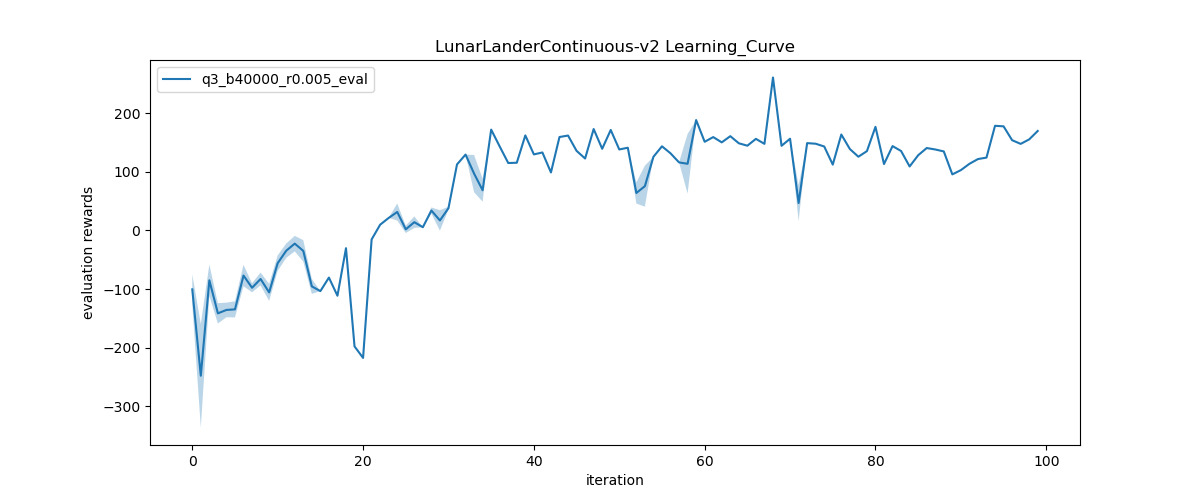 LunarLanderContinuous-v2 Learning_Curve
q3_b40000_r0.005_eval
evaluation rewards
200
100
0
−100
−200
−300
0 20 40 60 80 100
iteration